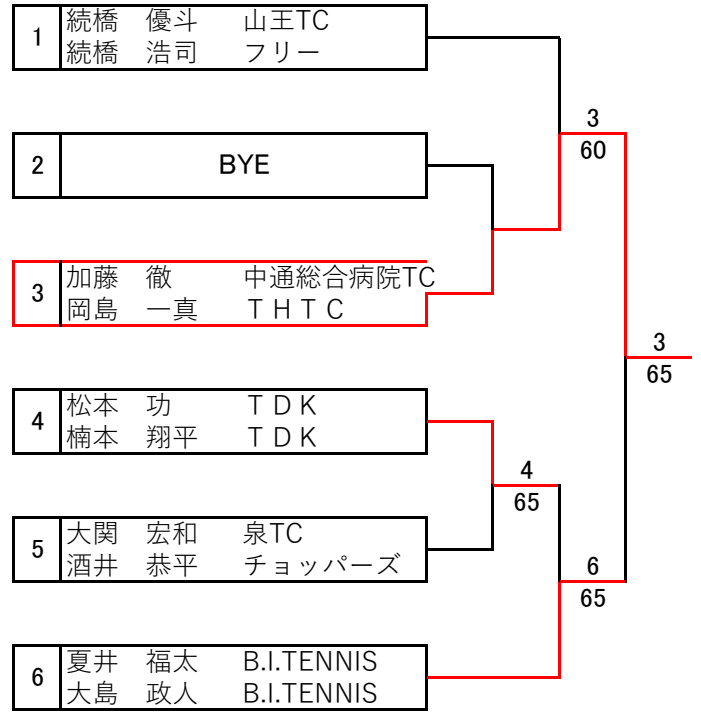 1 続橋 優斗 山王TC
続橋 浩司 フリー
3
60
2 BYE
3 加藤 徹 中通総合病院TC
岡島 一真 ＴＨＴＣ
3
65
4 松本 功 ＴＤＫ
楠本 翔平 ＴＤＫ
4
65
5 大関 宏和 泉TC
酒井 恭平 チョッパーズ
6
65
6 夏井 福太 B.I.TENNIS
大島 政人 B.I.TENNIS